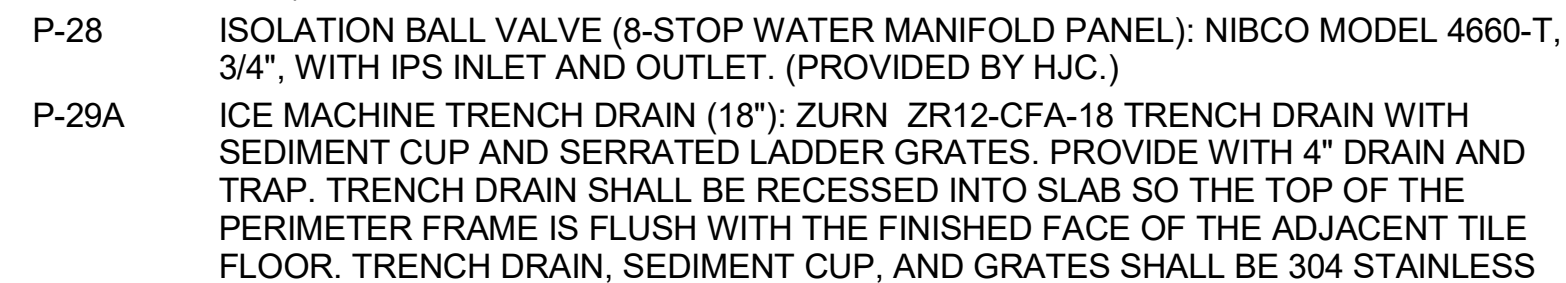 P-28 ISOLATION BALL VALVE (8-STOP WATER MANIFOLD PANEL): NIBCO MODEL 4660-T,
3/4", WITH IPS INLET AND OUTLET. (PROVIDED BY HJC.)
P-29A ICE MACHINE TRENCH DRAIN (18"): ZURN ZR12-CFA-18 TRENCH DRAIN WITH
SEDIMENT CUP AND SERRATED LADDER GRATES. PROVIDE WITH 4" DRAIN AND
TRAP. TRENCH DRAIN SHALL BE RECESSED INTO SLAB SO THE TOP OF THE
PERIMETER FRAME IS FLUSH WITH THE FINISHED FACE OF THE ADJACENT TILE
FLOOR. TRENCH DRAIN, SEDIMENT CUP, AND GRATES SHALL BE 304 STAINLESS